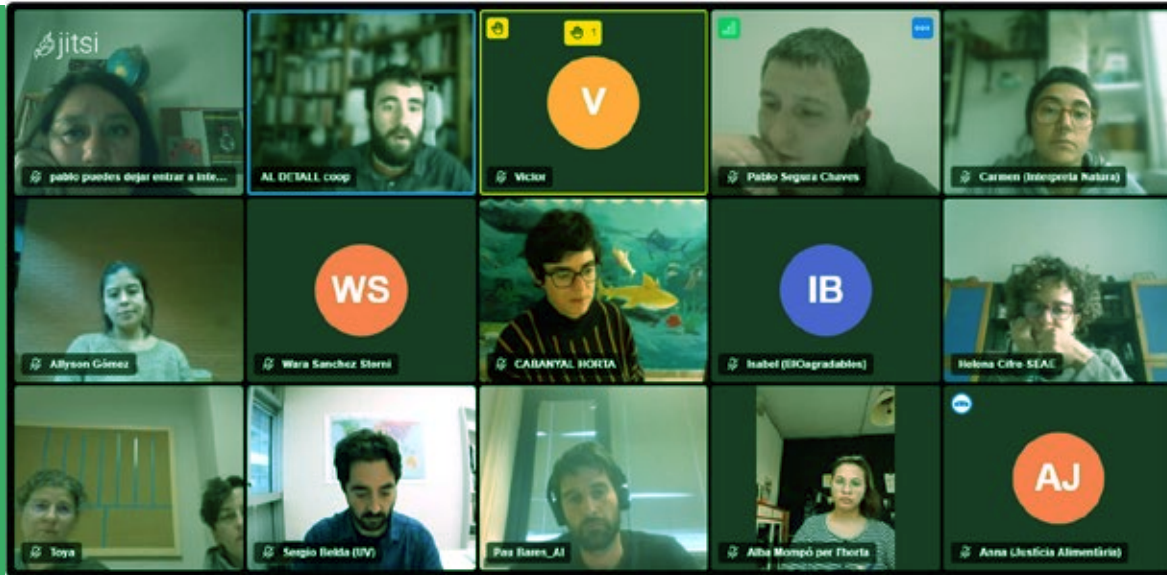 jitsi
pablo puedes dejar entrar a inte...
AL DETALL coop
1
V
Victor
Pablo Segura Chaves
Carmen (Interpreta Natura)
Allyson Gómez
WS
Wara Sanchez Storni
CABANYAL HORTA
IB
Isabel (ElOagradables)
Helena Cifre-SEAE
Toya
Sergio Belda (UV)
Pau Bares_AI
Alba Mompó per l'horta
AJ
Anna (Justícia Alimentària)